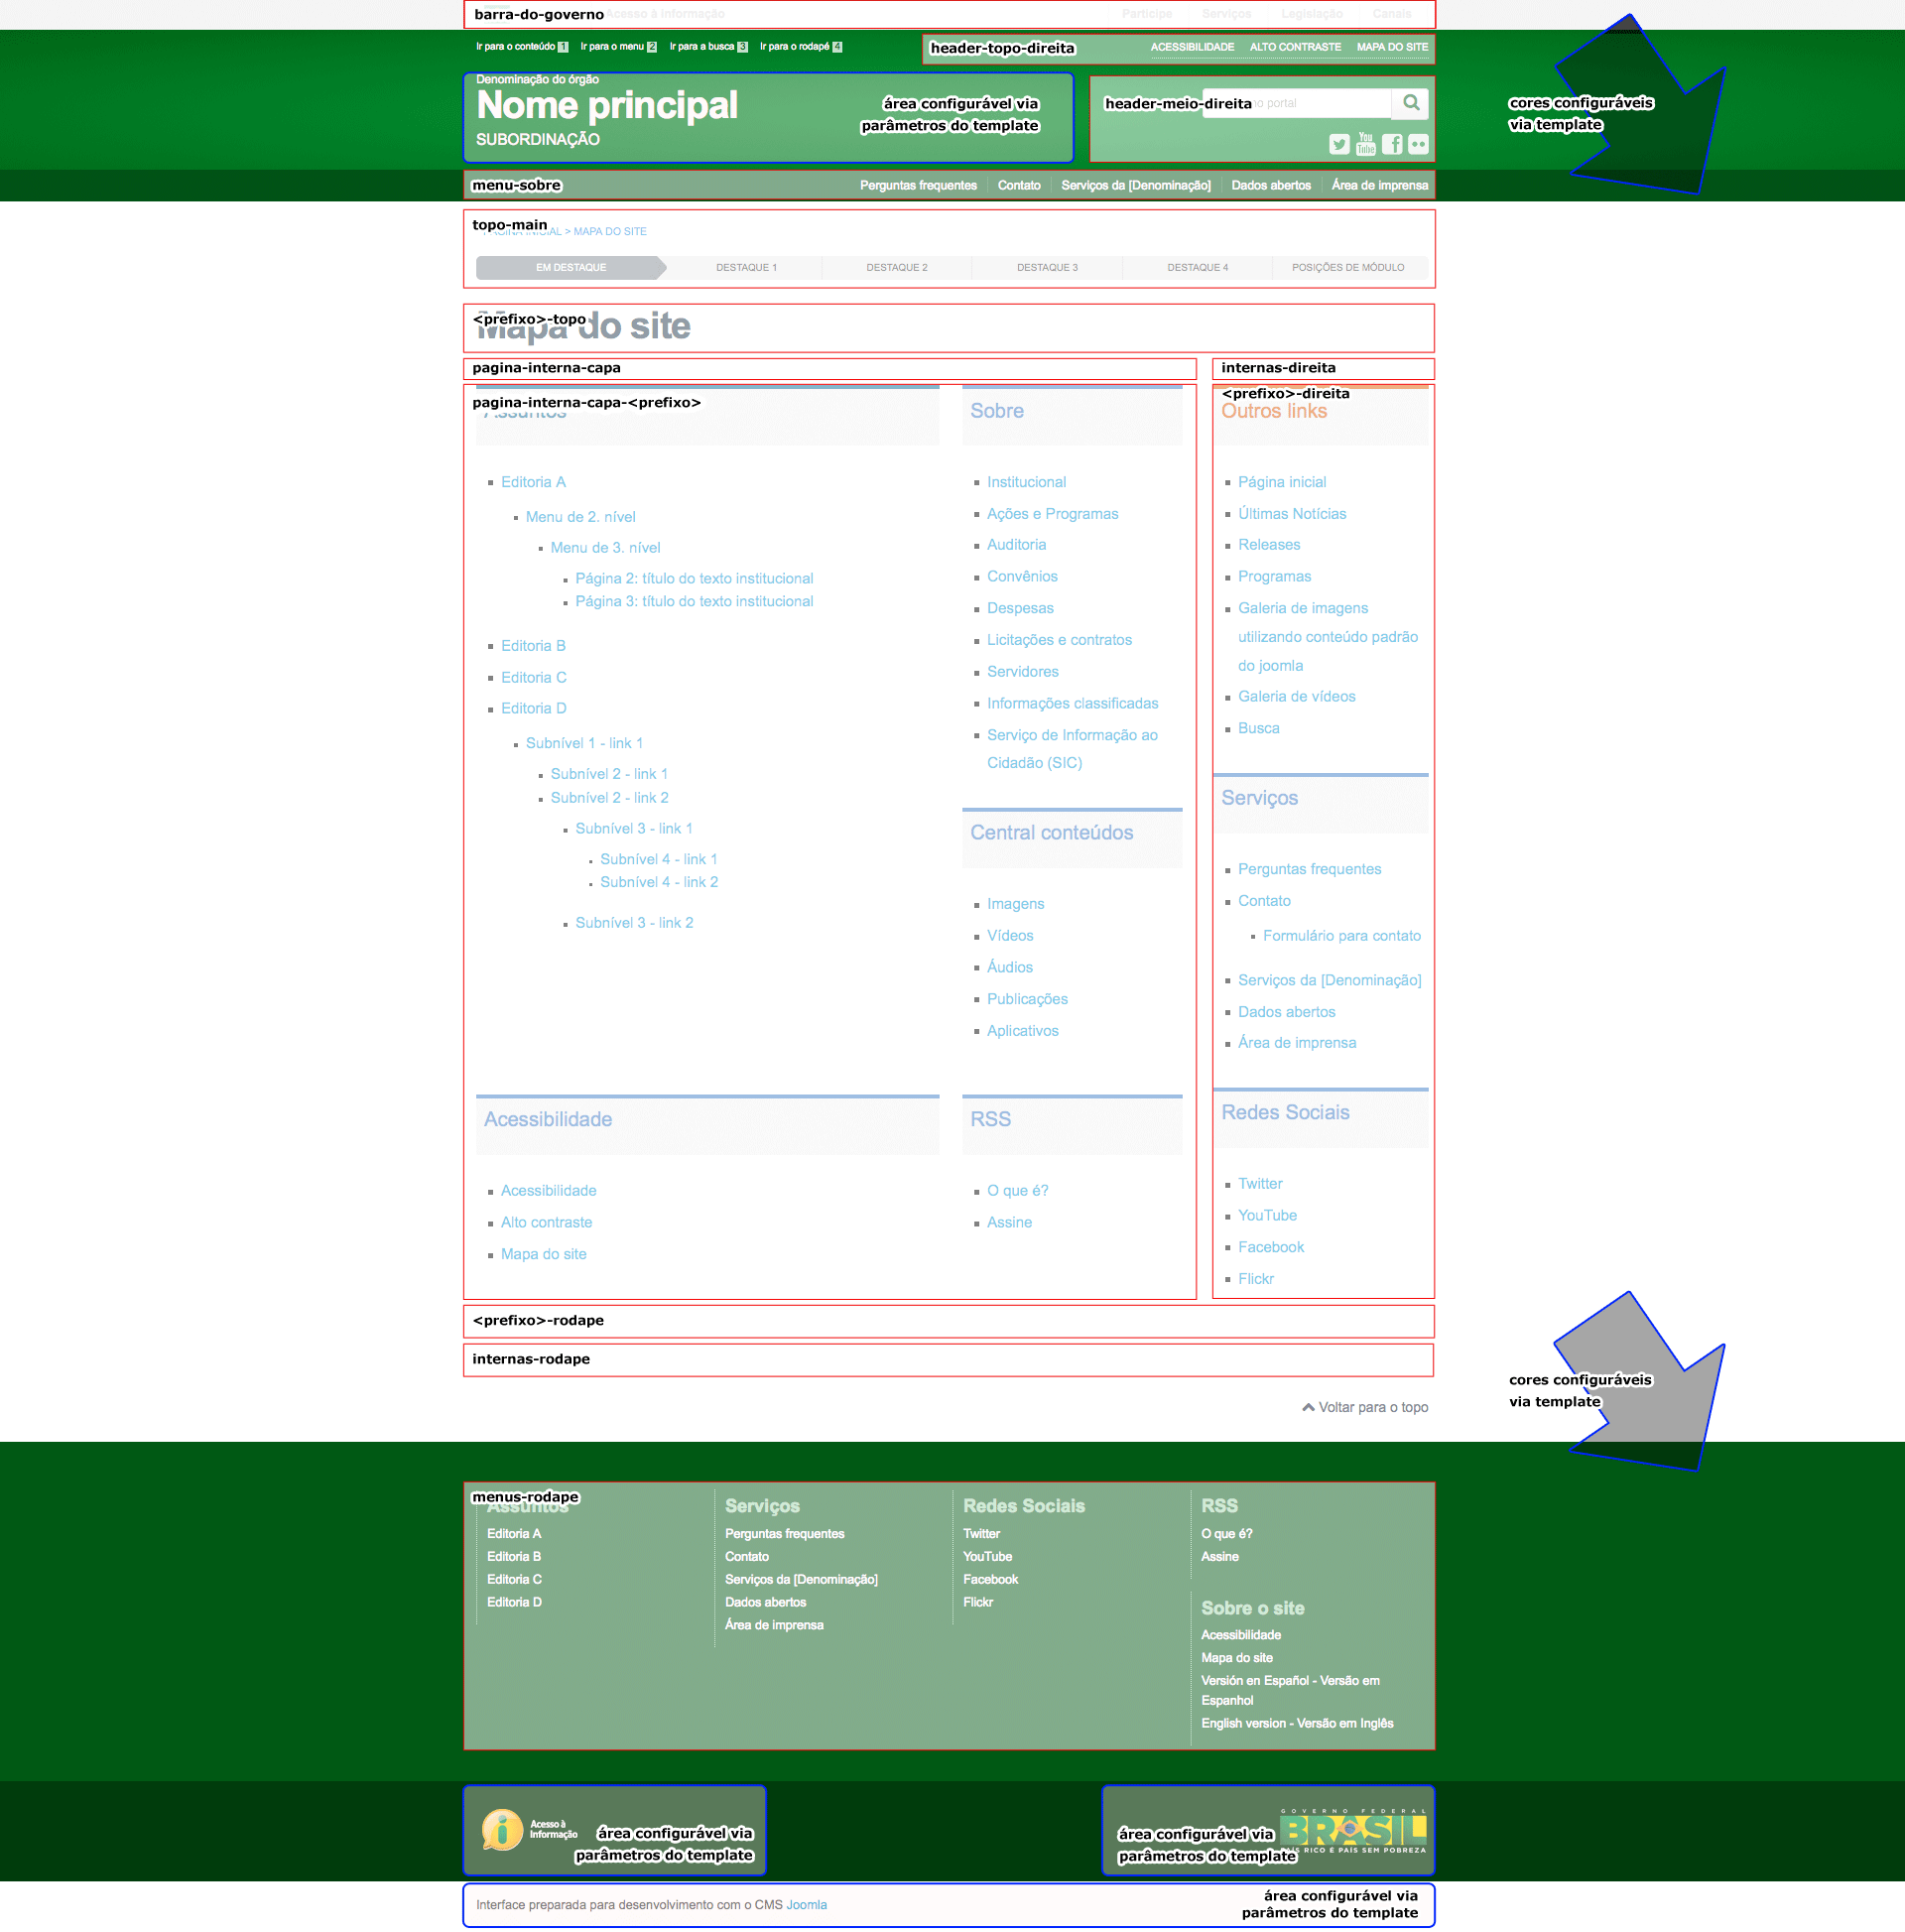 barra-do-governo Acesso à Informação Participe Serviços Legislação Canais
Ir para o conteúdo 1 Ir para o menu 2 Ir para a busca 3 Ir para o rodapé 4
header-topo-direita ACESSIBILIDADE ALTO CONTRASTE MAPA DO SITE
Denominação do órgão
Nome principal
SUBORDINAÇÃO
área configurável via
parâmetros do template
header-meio-direita no portal
You
Tube
cores configuráveis
via template
menu-sobre Perguntas frequentes Contato Serviços da [Denominação] Dados abertos Área de imprensa
topo-main
PÁGINA INICIAL > MAPA DO SITE
EM DESTAQUE DESTAQUE 1 DESTAQUE 2 DESTAQUE 3 DESTAQUE 4 POSIÇÕES DE MÓDULO
<prefixo>-topo
Mapa do site
pagina-interna-capa
internas-direita
pagina-interna-capa-<prefixo>
Assuntos
Editoria A
Menu de 2. nível
Menu de 3. nível
Página 2: título do texto institucional
Página 3: título do texto institucional
Editoria B
Editoria C
Editoria D
Subnível 1 - link 1
Subnível 2 - link 1
Subnível 2 - link 2
Subnível 3 - link 1
Subnível 4 - link 1
Subnível 4 - link 2
Subnível 3 - link 2
Sobre
Institucional
Ações e Programas
Auditoria
Convênios
Despesas
Licitações e contratos
Servidores
Informações classificadas
Serviço de Informação ao
Cidadão (SIC)
Central conteúdos
Imagens
Vídeos
Áudios
Publicações
Aplicativos
Acessibilidade
Acessibilidade
Alto contraste
Mapa do site
RSS
O que é?
Assine
<prefixo>-direita
Outros links
Página inicial
Últimas Notícias
Releases
Programas
Galeria de imagens
utilizando conteúdo padrão
do joomla
Galeria de vídeos
Busca
Serviços
Perguntas frequentes
Contato
Formulário para contato
Serviços da [Denominação]
Dados abertos
Área de imprensa
Redes Sociais
Twitter
YouTube
Facebook
Flickr
<prefixo>-rodape
internas-rodape
cores configuráveis
via template
Voltar para o topo
menus-rodape
Assuntos
Editoria A
Editoria B
Editoria C
Editoria D
Serviços
Perguntas frequentes
Contato
Serviços da [Denominação]
Dados abertos
Área de imprensa
Redes Sociais
Twitter
YouTube
Facebook
Flickr
RSS
O que é?
Assine
Sobre o site
Acessibilidade
Mapa do site
Versión en Español - Versão em
Espanhol
English version - Versão em Inglês
i
Acesso à
Informação
área configurável via
parâmetros do template
área configurável via
parâmetros do template
GOVERNO FEDERAL
BRASIL
RICO É PAÍS SEM POBREZA
Interface preparada para desenvolvimento com o CMS Joomla
área configurável via
parâmetros do template